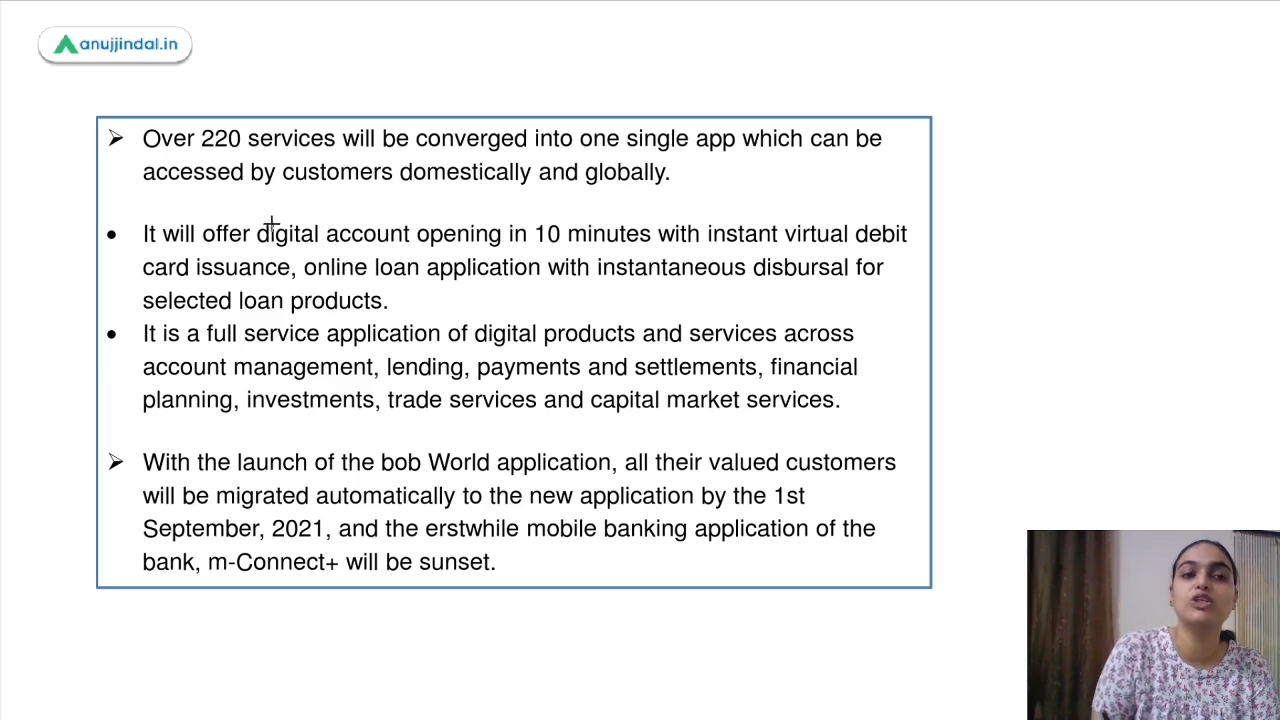 anujjindal.in
➢ Over 220 services will be converged into one single app which can be
accessed by customers domestically and globally.
• It will offer digital account opening in 10 minutes with instant virtual debit
card issuance, online loan application with instantaneous disbursal for
selected loan products.
• It is a full service application of digital products and services across
account management, lending, payments and settlements, financial
planning, investments, trade services and capital market services.
➢ With the launch of the bob World application, all their valued customers
will be migrated automatically to the new application by the 1st
September, 2021, and the erstwhile mobile banking application of the
bank, m-Connect+ will be sunset.